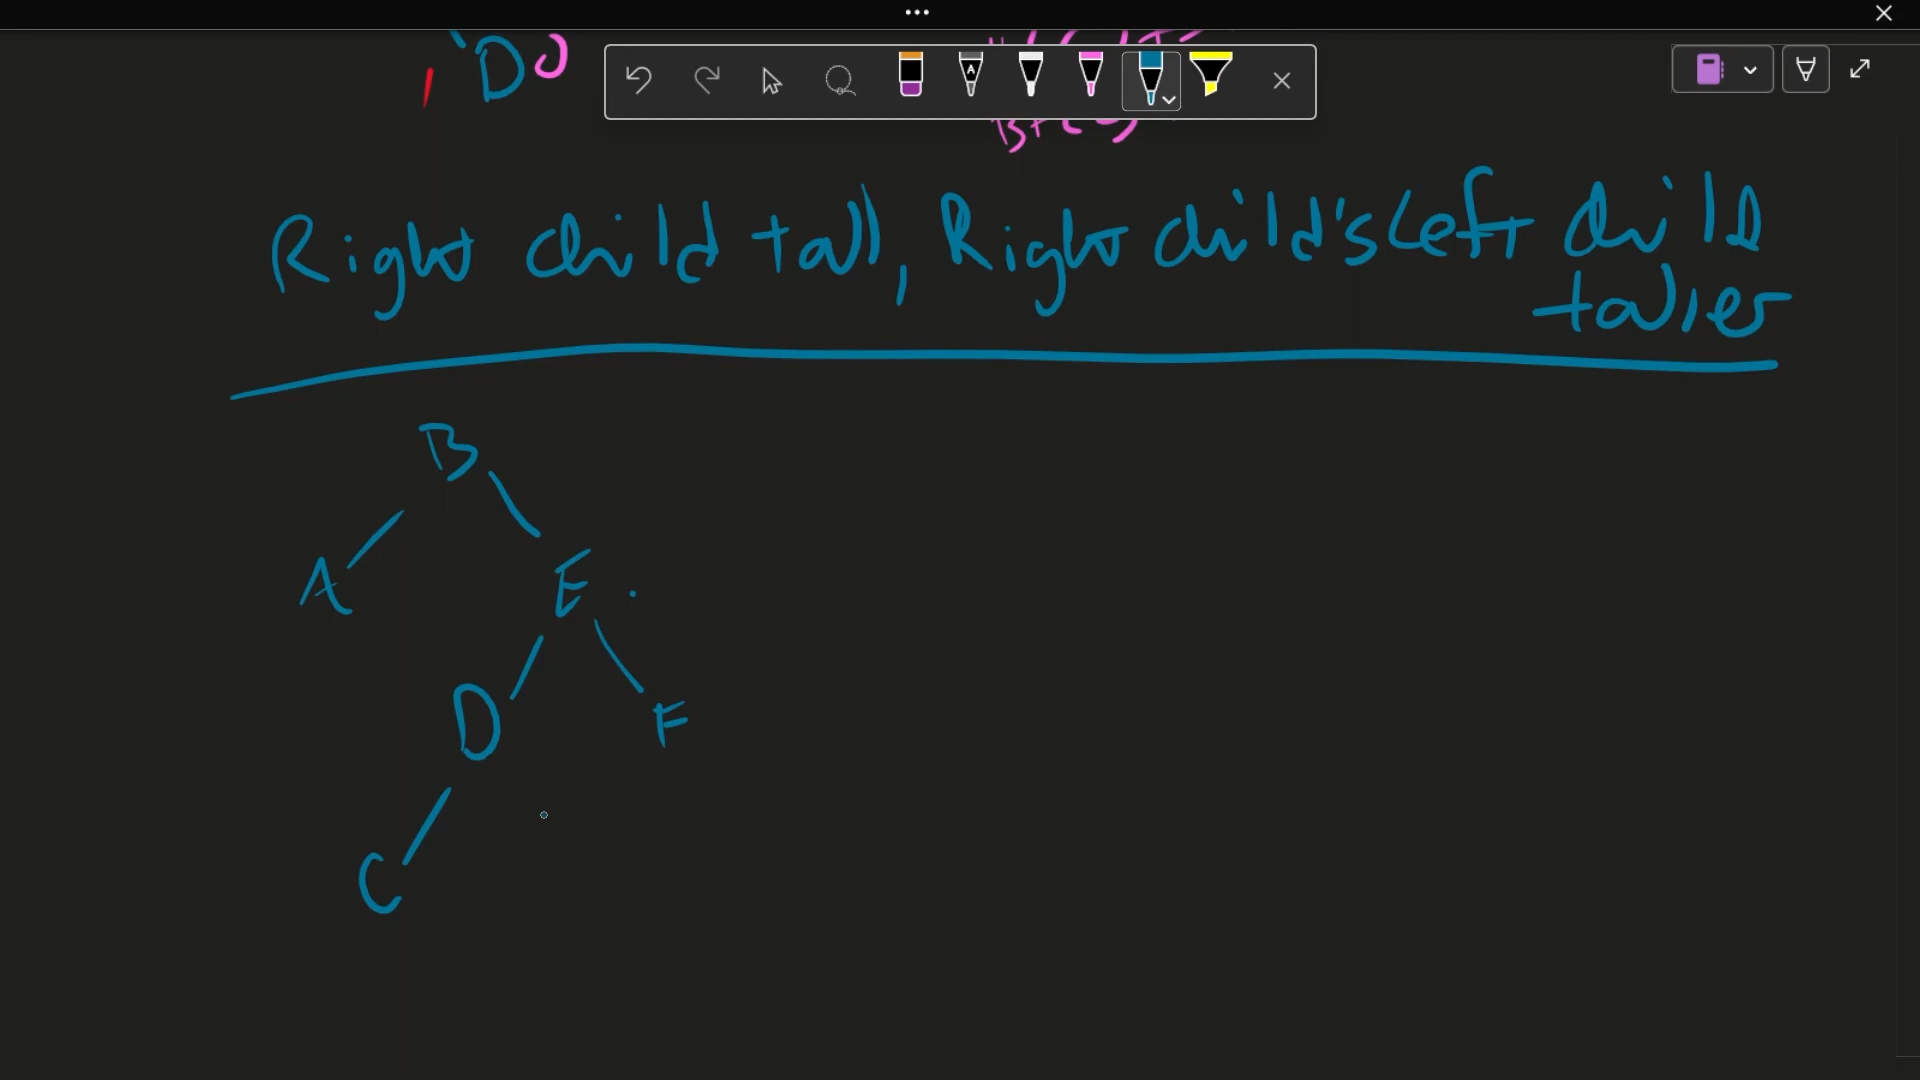 D
Right child tall, Right child's Left child
taller
B
A E
D F
C